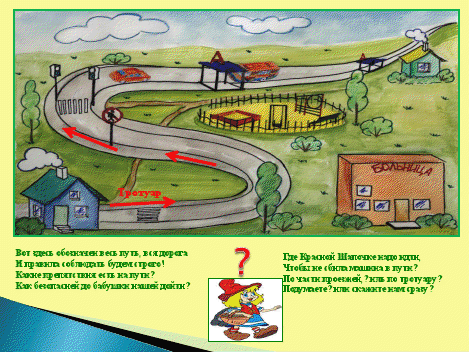 БОЛЬНИЦА
Тротуар
Вот здесь обозначен весь путь, вся дорога
И правила соблюдать будем строго!
Какие препятствия есть на пути?
Как безопасней до бабушки нашей дойти?
?
Где Красной Шапочке надо идти,
Чтобы не сбила машина в пути?
По части проезжей, ?иль по тротуару?
Подумаете?или скажите нам сразу?